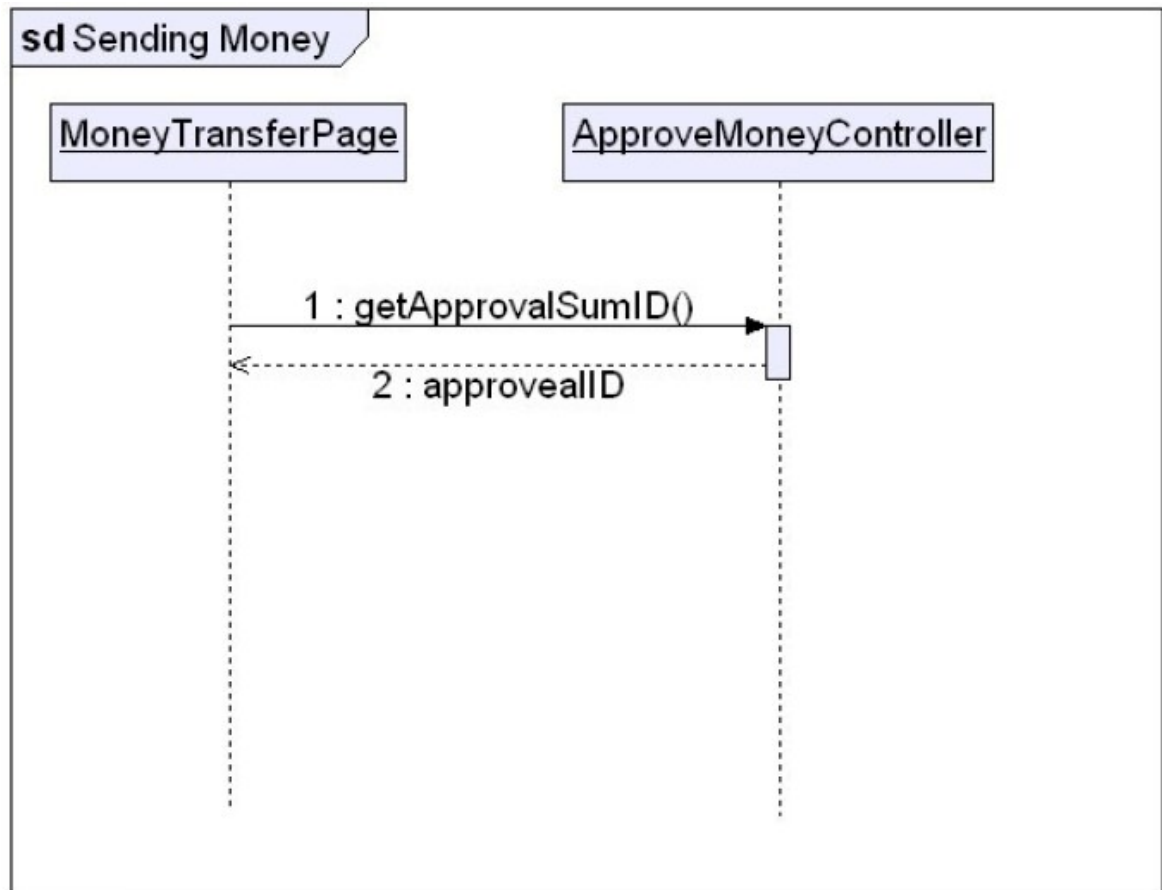 sd Sending Money
MoneyTransferPage
ApproveMoneyController
1 : getApprovalSumID()
2 : approvealID